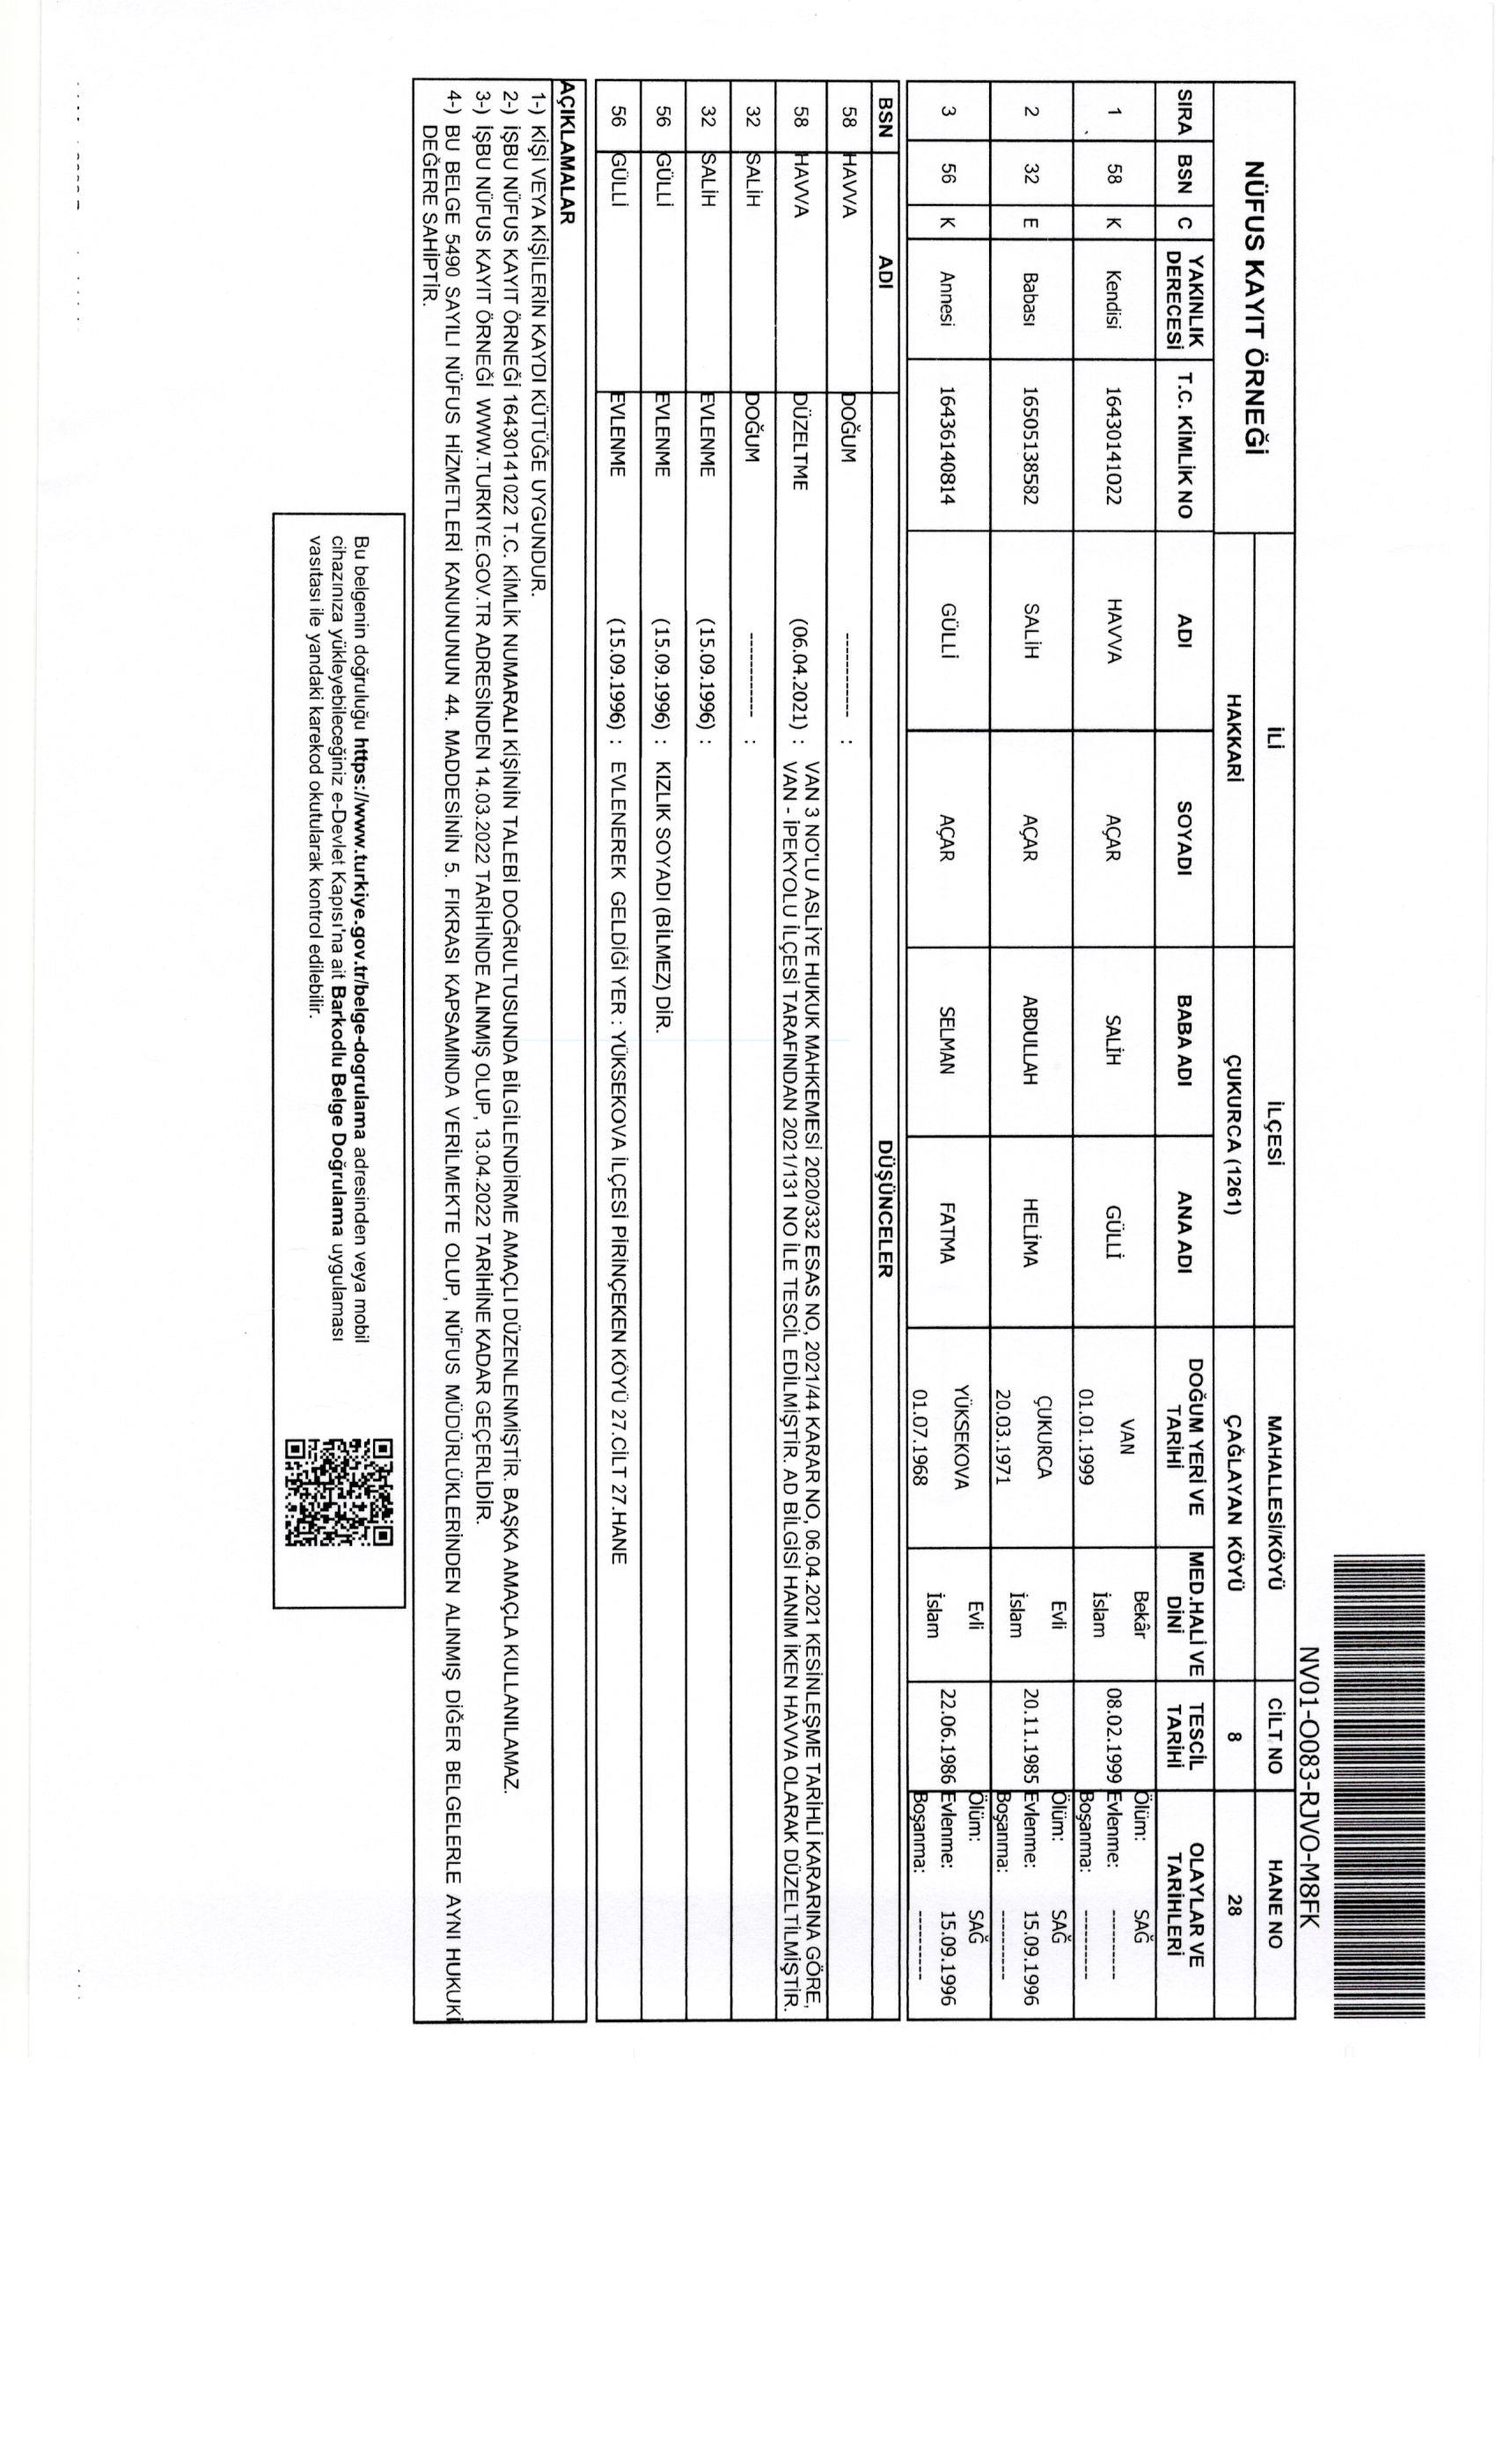 NV01-O083-RJVO-M8FK
NÜFUS KAYIT ÖRNEĞİ
İLİ İLÇESİ MAHALLESİ/KÖYÜ CİLT NO HANE NO
HAKKARİ ÇUKURCA (1261) ÇAĞLAYAN KÖYÜ 8 28
SIRA BSN C YAKINLIK DERECESİ T.C. KİMLİK NO ADI SOYADI BABA ADI ANA ADI DOĞUM YERİ VE TARİHİ MED.HALİ VE DİNİ TESCİL TARİHİ OLAYLAR VE TARİHLERİ
1 58 K Kendisi 16430141022 HAVVA AÇAR SALİH GÜLLİ VAN 01.01.1999 Bekâr İslam 08.02.1999 Ölüm: SAĞ
Evlenme: ----------
Boşanma: ----------
2 32 E Babası 16505138582 SALİH AÇAR ABDULLAH HELİMA ÇUKURCA 20.03.1971 Evli İslam 20.11.1985 Ölüm: SAĞ
Evlenme: 15.09.1996
Boşanma: ----------
3 56 K Annesi 16436140814 GÜLLİ AÇAR SELMAN FATMA YÜKSEKOVA 01.07.1968 Evli İslam 22.06.1986 Ölüm: SAĞ
Evlenme: 15.09.1996
Boşanma: ----------
BSN ADI DÜŞÜNCELER
58 HAVVA DOĞUM ------------ :
58 HAVVA DÜZELTME (06.04.2021) : VAN 3 NO'LU ASLİYE HUKUK MAHKEMESİ 2020/332 ESAS NO, 2021/44 KARAR NO, 06.04.2021 KESİNLEŞME TARİHLİ KARARINA GÖRE,
VAN - İPEKYOLU İLÇESİ TARAFINDAN 2021/131 NO İLE TESCİL EDİLMİŞTİR. AD BİLGİSİ HANIM İKEN HAVVA OLARAK DÜZELTİLMİŞTİR.
32 SALİH DOĞUM ------------ :
32 SALİH EVLENME (15.09.1996) :
56 GÜLLİ EVLENME (15.09.1996) : KIZLIK SOYADI (BİLMEZ) DİR.
56 GÜLLİ EVLENME (15.09.1996) : EVLENEREK GELDİĞİ YER : YÜKSEKOVA İLÇESİ PİRİNÇEKEN KÖYÜ 27.CİLT 27.HANE
AÇIKLAMALAR
1-) KİŞİ VEYA KİŞİLERİN KAYDI KÜTÜĞE UYGUNDUR.
2-) İŞBU NÜFUS KAYIT ÖRNEĞİ 16430141022 T.C. KİMLİK NUMARALI KİŞİNİN TALEBİ DOĞRULTUSUNDA BİLGİLENDİRME AMAÇLI DÜZENLENMİŞTİR. BAŞKA AMAÇLA KULLANILAMAZ.
3-) İŞBU NÜFUS KAYIT ÖRNEĞİ WWW.TURKIYE.GOV.TR ADRESİNDEN 14.03.2022 TARİHİNDE ALINMIŞ OLUP, 13.04.2022 TARİHİNE KADAR GEÇERLİDİR.
4-) BU BELGE 5490 SAYILI NÜFUS HİZMETLERİ KANUNUNUN 44. MADDESİNİN 5. FIKRASI KAPSAMINDA VERİLMEKTE OLUP, NÜFUS MÜDÜRLÜKLERİNDEN ALINMIŞ DİĞER BELGELERLE AYNI HUKUKİ
DEĞERE SAHİPTİR.
Bu belgenin doğruluğu https://www.turkiye.gov.tr/belge-dogrulama adresinden veya mobil
cihazınıza yükleyebileceğiniz e-Devlet Kapısı'na ait Barkodlu Belge Doğrulama uygulaması
vasıtası ile yandaki karekod okutularak kontrol edilebilir.